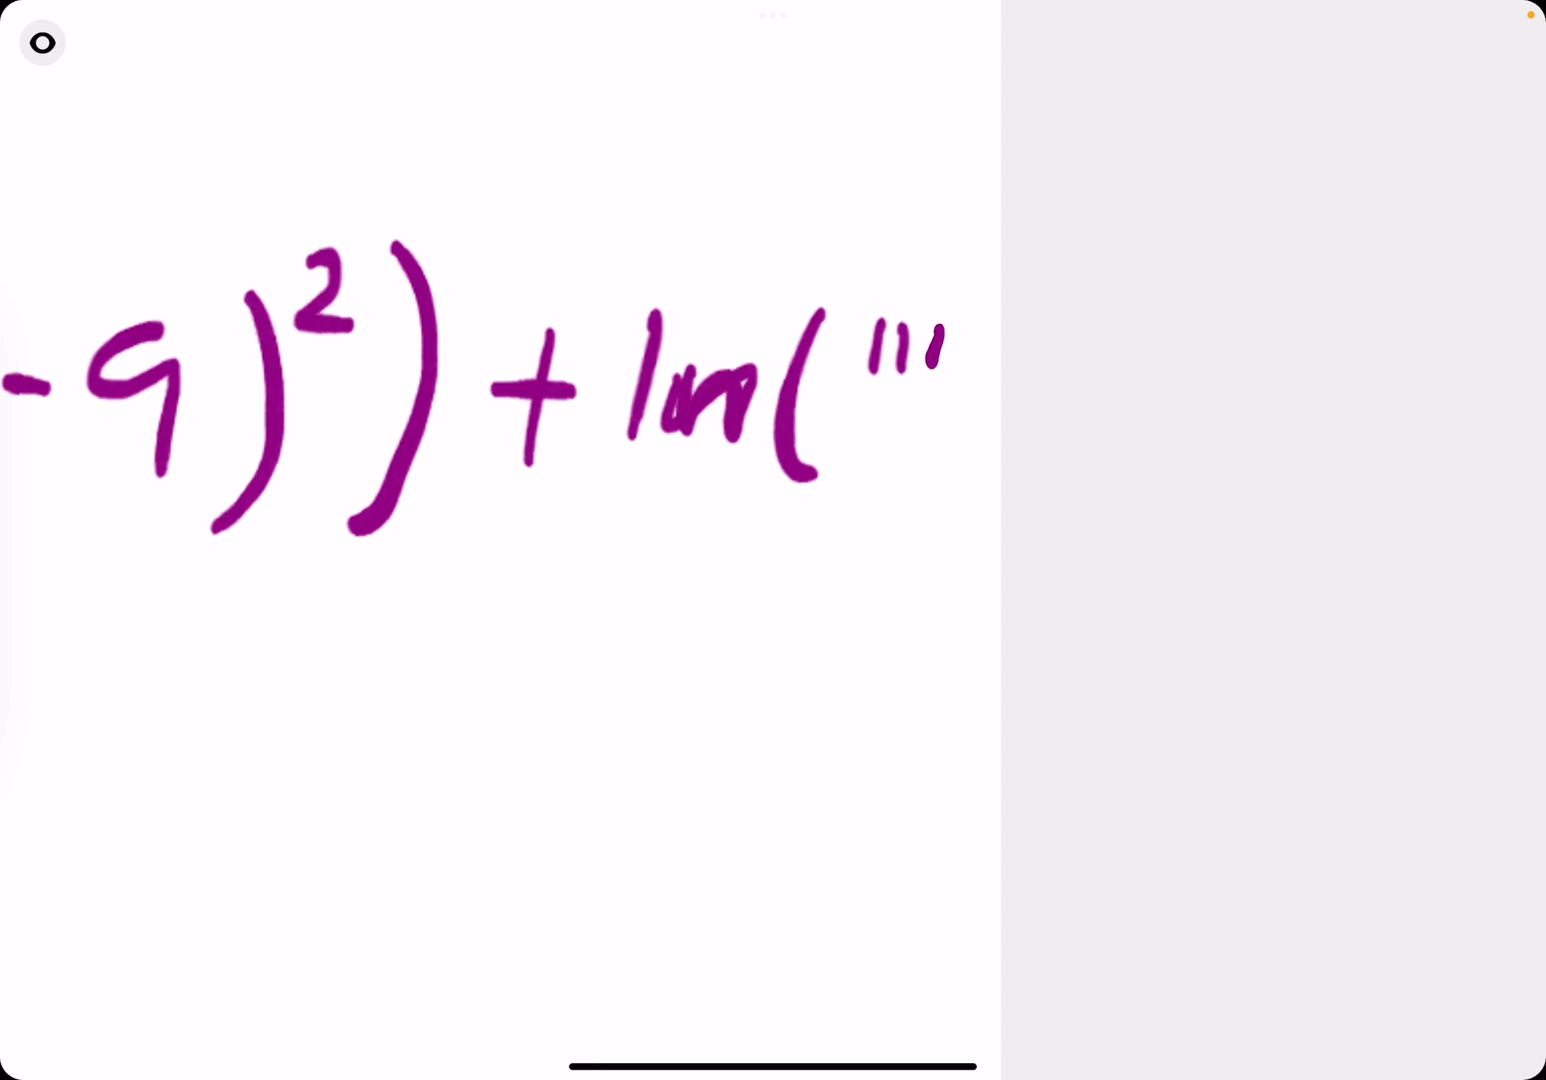 - 9)²) + ln( '''